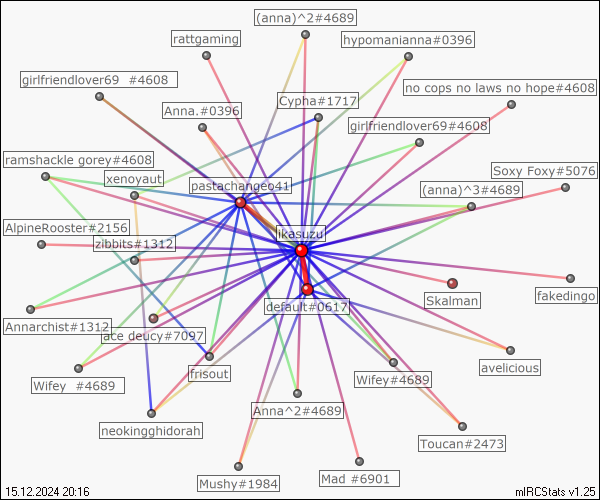 (anna)^2#4689
rattgaming
hypomanianna#0396
girlfriendlover69 #4608
no cops no laws no hope#4608
Cypha#1717
Anna.#0396
girlfriendlover69#4608
ramshackle gorey#4608
Soxy Foxy#5076
xenoyaut
pastachangeo41
(anna)^3#4689
AlpineRooster#2156
ikasuzu
zibbits#1312
Skalman
fakedingo
default#0617
Annarchist#1312
ace deucy#7097
avelicious
frisout
Wifey #4689
Wifey#4689
Anna^2#4689
neokingghidorah
Toucan#2473
Mad #6901
Mushy#1984
15.12.2024 20:16
mIRCStats v1.25